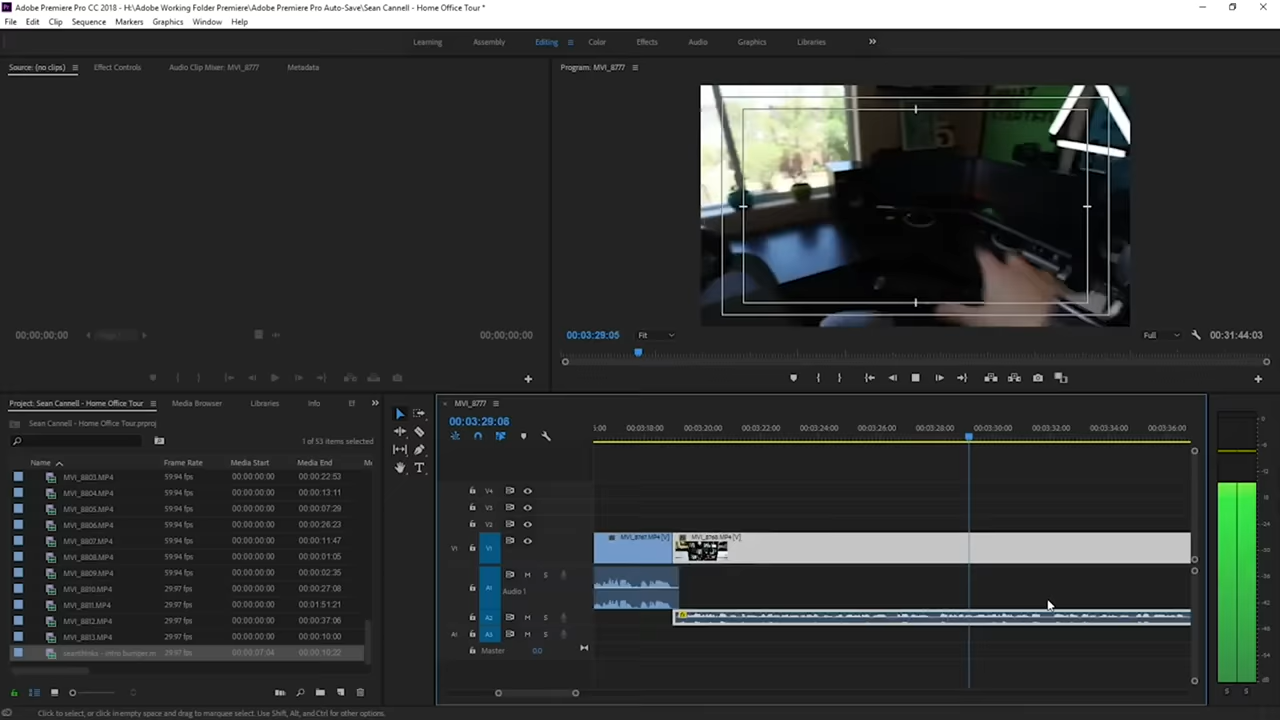 Adobe Premiere Pro CC 2018 - H:\Adobe Working Folder\Adobe Premiere Pro Auto-Save\Sean Cannell - Home Office Tour *
File Edit Clip Sequence Markers Graphics Window Help
Learning Assembly Editing Color Effects Audio Graphics Libraries
Source: (no clips) Effect Controls Audio Clip Mixer: MVI_8777 Metadata
Program: MVI_8777
00;00;00;00 00;00;00;00
00:03:29:05 Fit Full 00:31:44:03
Project: Sean Cannell - Home Office Tour Media Browser Libraries Info Ef
Sean Cannell - Home Office Tour.prproj
1 of 53 items selected
Name Frame Rate Media Start Media End
MVI_8803.MP4 59.94 fps 00:00:00:00 00:00:22:53
MVI_8804.MP4 59.94 fps 00:00:00:00 00:00:13:11
MVI_8805.MP4 59.94 fps 00:00:00:00 00:00:07:29
MVI_8806.MP4 59.94 fps 00:00:00:00 00:00:26:23
MVI_8807.MP4 59.94 fps 00:00:00:00 00:00:11:47
MVI_8808.MP4 59.94 fps 00:00:00:00 00:00:01:05
MVI_8809.MP4 59.94 fps 00:00:00:00 00:00:02:35
MVI_8810.MP4 29.97 fps 00:00:00:00 00:00:27:08
MVI_8811.MP4 29.97 fps 00:00:00:00 00:01:51:21
MVI_8812.MP4 29.97 fps 00:00:00:00 00:00:37:06
MVI_8813.MP4 29.97 fps 00:00:00:00 00:00:10:00
29.97 fps 00:00:07:04 00:00:10:22
MVI_8777
00:03:29:06
:00 00:03:18:00 00:03:20:00 00:03:22:00 00:03:24:00 00:03:26:00 00:03:28:00 00:03:30:00 00:03:32:00 00:03:34:00 00:03:36:00
V4
V3
V2
V1 V1
A1 M S
Audio 1
A2 M S
A1 A3 M S
Master 0.0
S S
Click to select, or click in empty space and drag to marquee select. Use Shift, Alt, and Ctrl for other options.